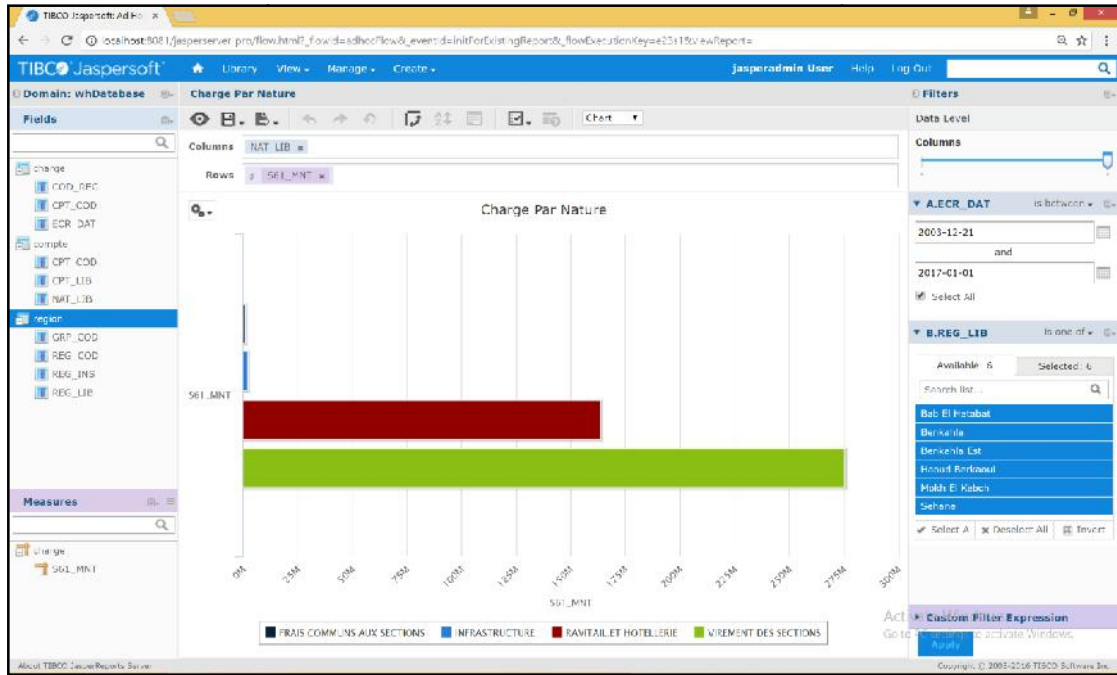 TIBCO Jaspersoft: Ad Ho
localhost:8081/jasperserver-pro/flow.html?_flowId=adhocFlow&_eventId=initForExistingReport&_flowExecutionKey=e23s1&viewReport=
TIBCO Jaspersoft
Library View Manage Create
jasperadmin User Help Log Out
Domain: whDatabase
Charge Par Nature
Filters
Fields
Chart
Data Level
Columns NAT_LIB
Columns
Rows # S61_MNT
charge
COD_REC
CPT_COD
ECR_DAT
compte
CPT_COD
CPT_LIB
NAT_LIB
region
GRP_COD
REG_COD
REG_INS
REG_LIB
Measures
charge
S61_MNT
Charge Par Nature
S61_MNT
0M 25M 50M 75M 100M 125M 150M 175M 200M 225M 250M 275M 300M
S61_MNT
FRAIS COMMUNS AUX SECTIONS INFRASTRUCTURE RAVITAIL.ET HOTELLERIE VIREMENT DES SECTIONS
A.ECR_DAT is between
2003-12-21
and
2017-01-01
Select All
B.REG_LIB is one of
Available: 6 Selected: 6
Search list...
Bab El Hatabat
Benkahla
Benkahla Est
Haoud Berkaoui
Mokh El Kebch
Sehane
Select A Deselect All Invert
Custom Filter Expression
to activate Windows.
Apply
About TIBCO JasperReports Server
Copyright © 2005-2016 TIBCO Software Inc.